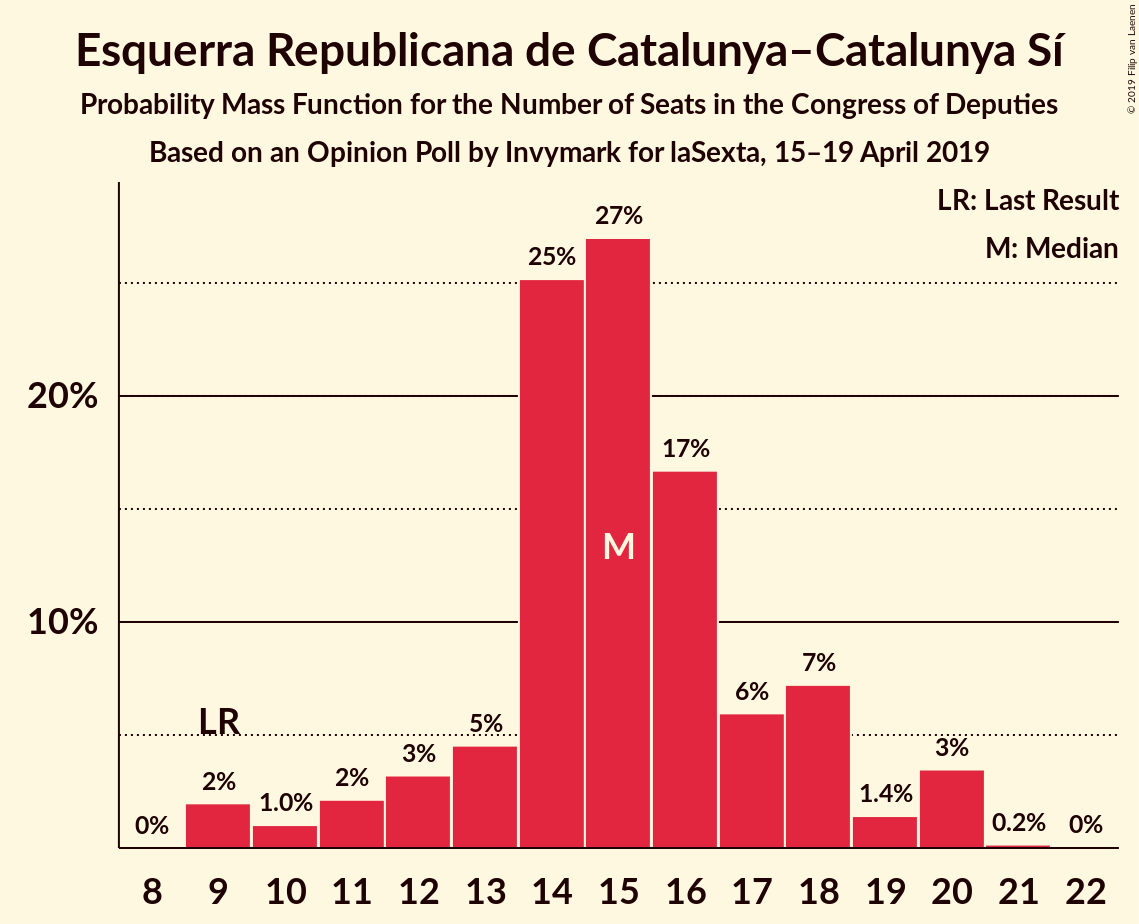 Esquerra Republicana de Catalunya–Catalunya Sí
Probability Mass Function for the Number of Seats in the Congress of Deputies
Based on an Opinion Poll by Invymark for laSexta, 15–19 April 2019
© 2019 Filip van Laenen
LR: Last Result
M: Median
27%
25%
20%
17%
M
10%
7%
6%
LR
5%
3%
3%
2%
2%
1.4%
1.0%
0%
0.2%
0%
8 9 10 11 12 13 14 15 16 17 18 19 20 21 22